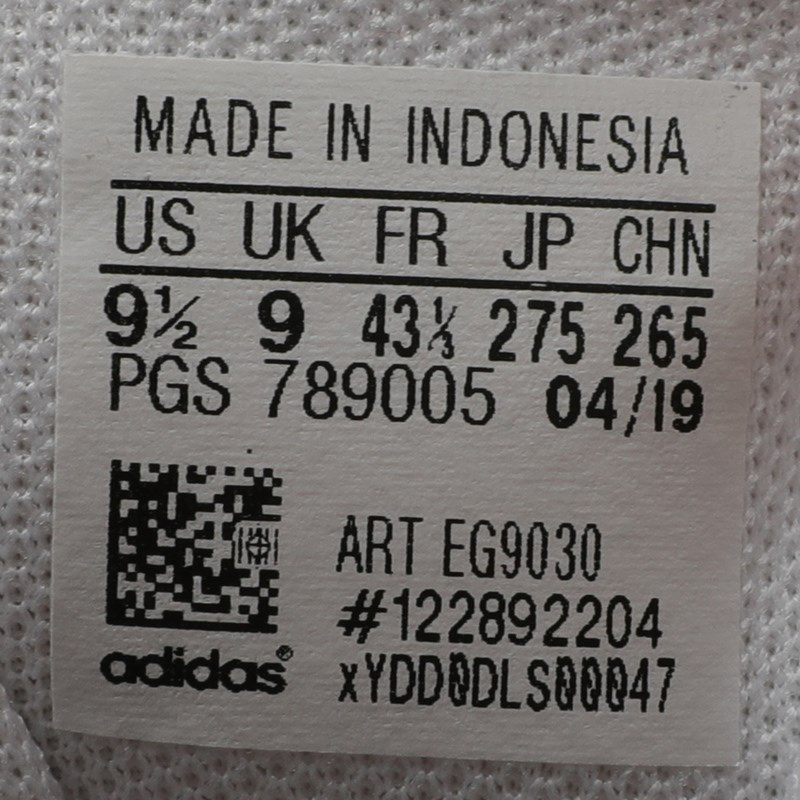 MADE IN INDONESIA
US UK FR JP CHN
9½ 9 43⅓ 275 265
PGS 789005 04/19
ART EG9030
#122892204
xYDD0DLS00047
adidas®